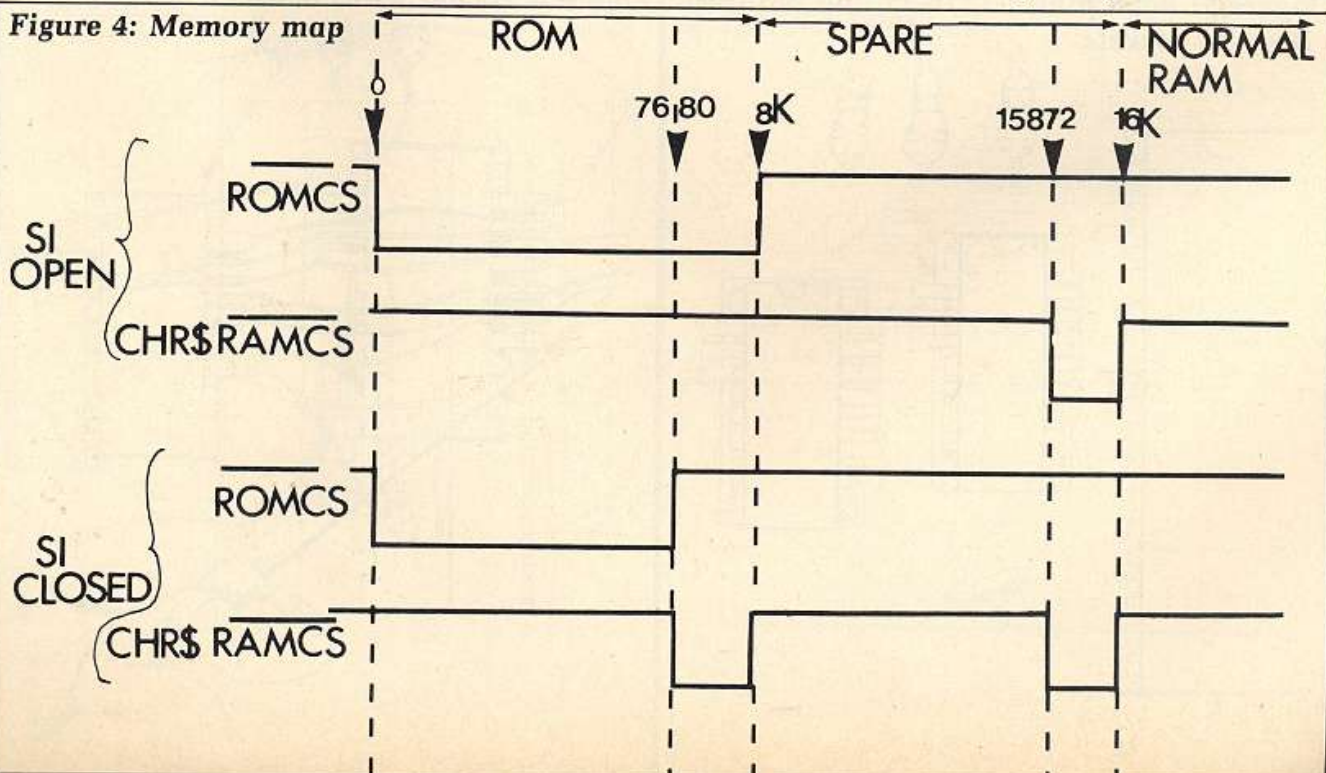 Figure 4: Memory map
ROM
SPARE
NORMAL
RAM
0
7680
8K
15872
16K
ROMCS
SI
OPEN
CHR$ RAMCS
ROMCS
SI
CLOSED
CHR$ RAMCS